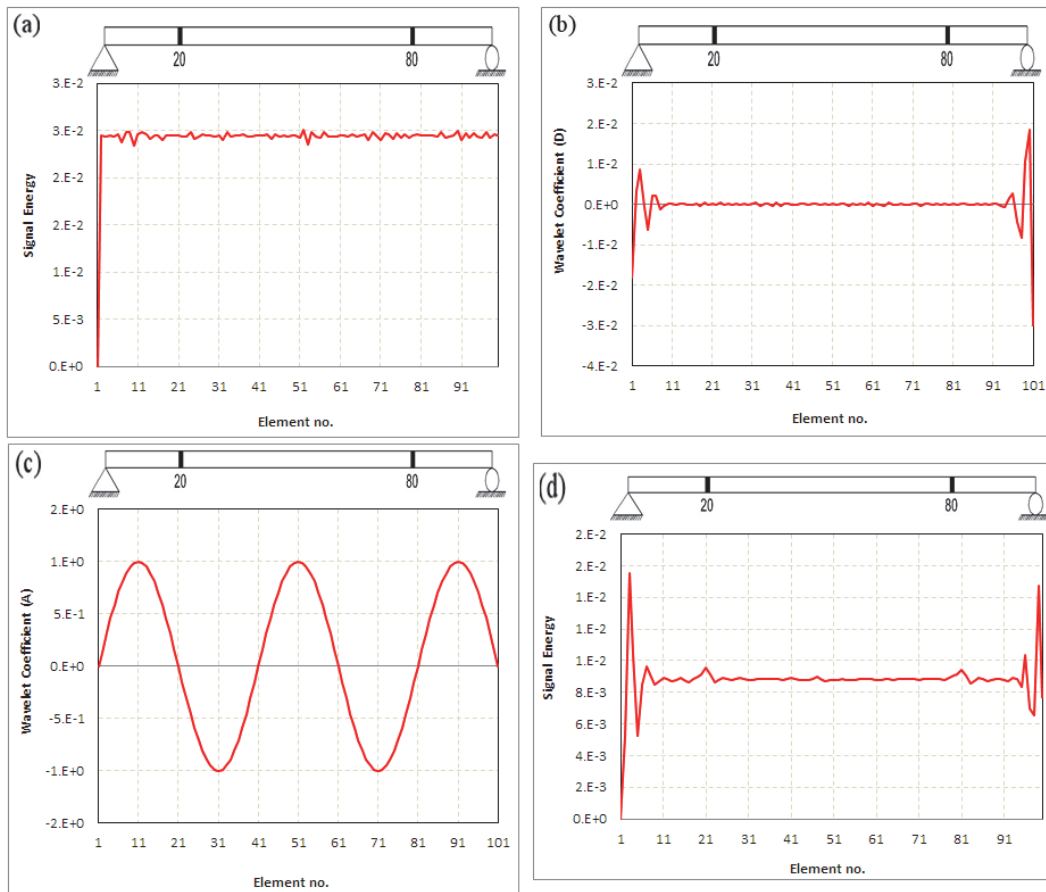 (a)
20 80
3.E-2
3.E-2
2.E-2
2.E-2
1.E-2
1.E-2
5.E-3
0.E+0
Signal Energy
1 11 21 31 41 51 61 71 81 91
Element no.
(b)
20 80
3.E-2
2.E-2
1.E-2
0.E+0
-1.E-2
-2.E-2
-3.E-2
-4.E-2
Wavelet Coefficient (D)
1 11 21 31 41 51 61 71 81 91 101
Element no.
(c)
20 80
2.E+0
1.E+0
5.E-1
0.E+0
-5.E-1
-1.E+0
-2.E+0
Wavelet Coefficient (A)
1 11 21 31 41 51 61 71 81 91 101
Element no.
(d)
20 80
2.E-2
2.E-2
1.E-2
1.E-2
1.E-2
8.E-3
6.E-3
4.E-3
2.E-3
0.E+0
Signal Energy
1 11 21 31 41 51 61 71 81 91
Element no.